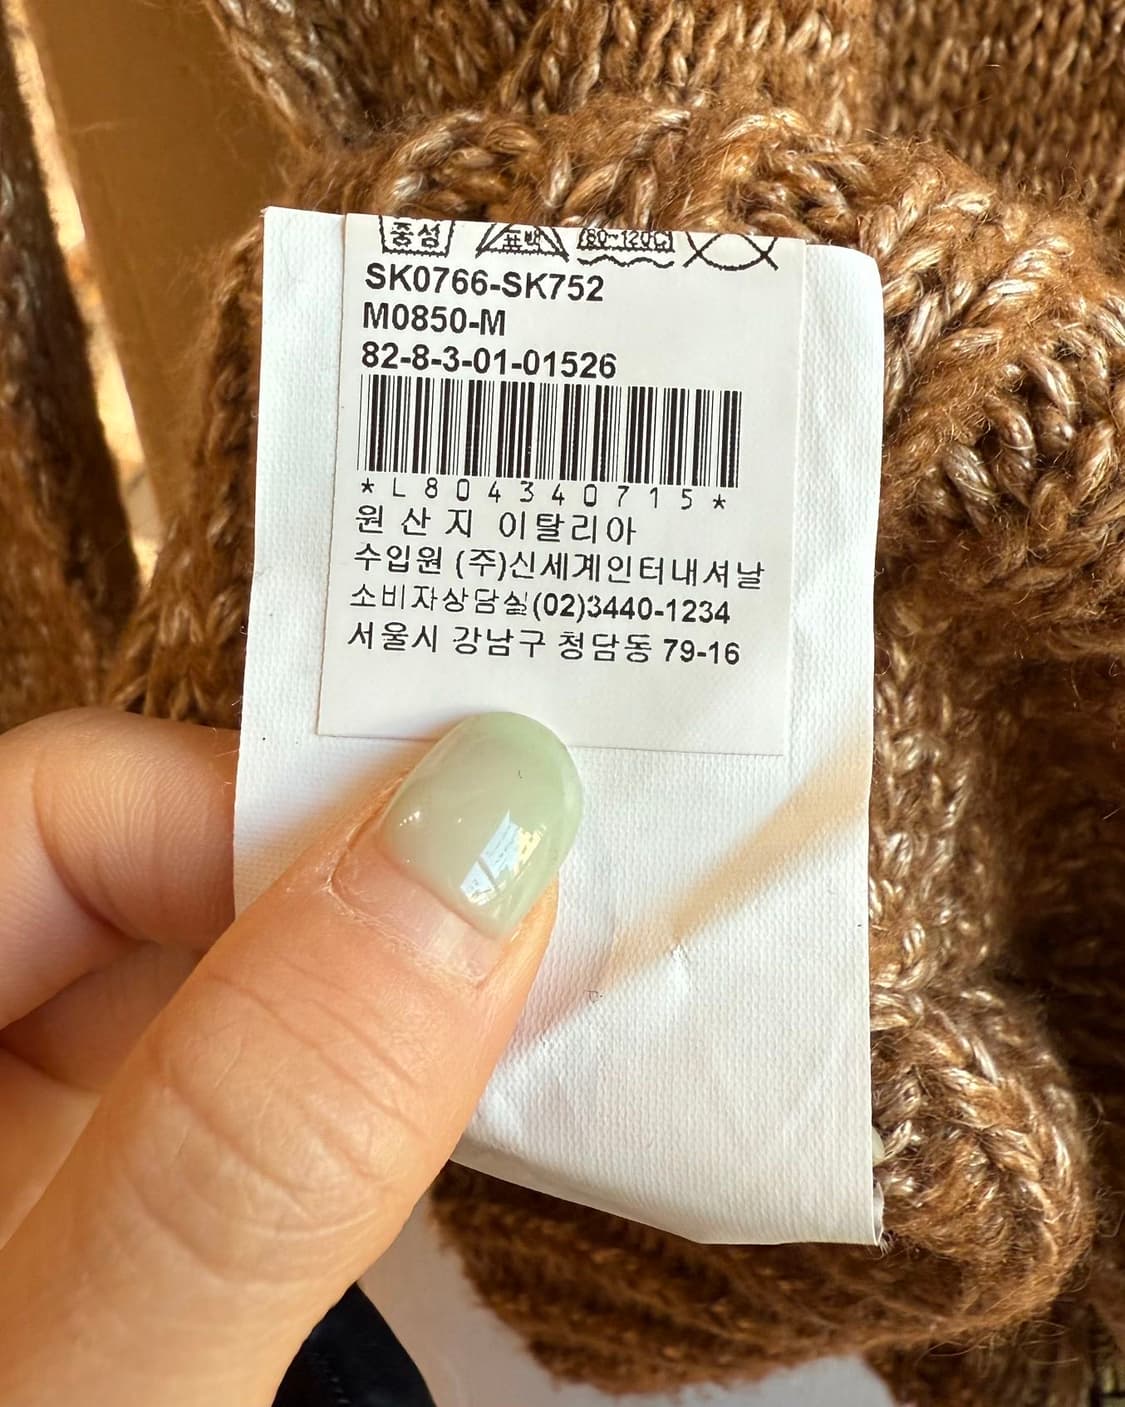 중성 표백 80~120℃
SK0766-SK752
M0850-M
82-8-3-01-01526
*L804340715*
원산지 이탈리아
수입원 (주)신세계인터내셔날
소비자상담실(02)3440-1234
서울시 강남구 청담동 79-16